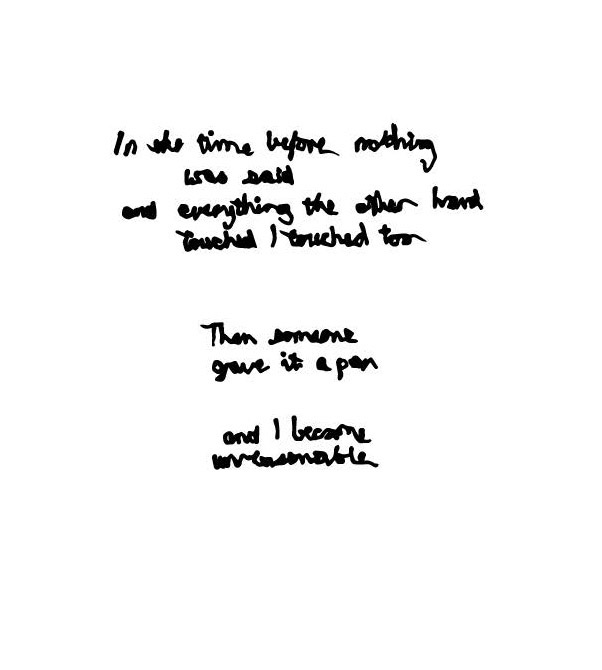 In the time before nothing
was said
and everything the other hand
touched I touched too
Then someone
gave it a pen
and I became
unreasonable